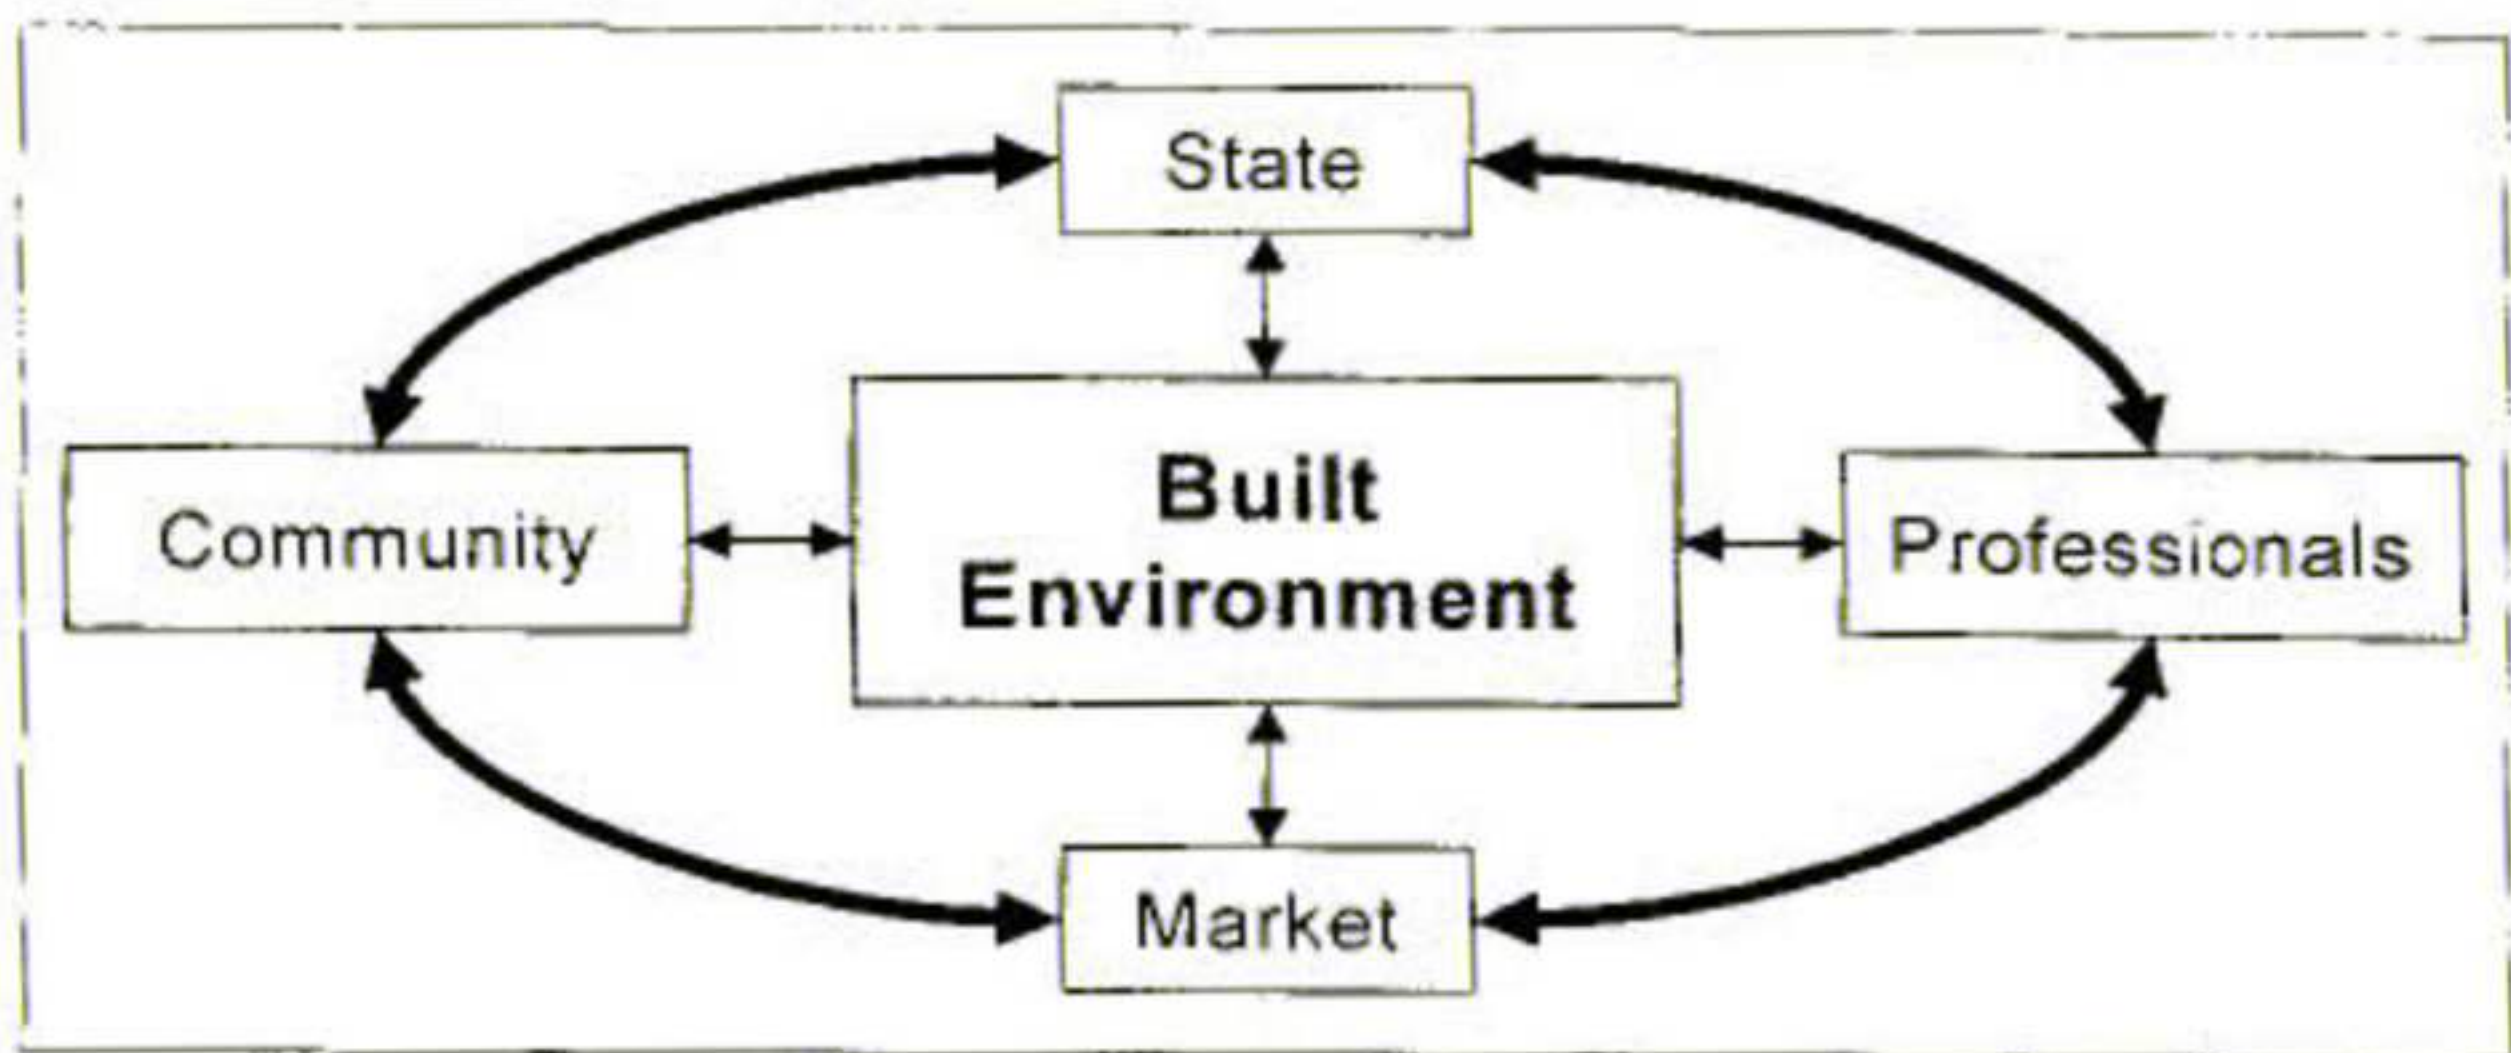 State
Community
Built
Environment
Professionals
Market